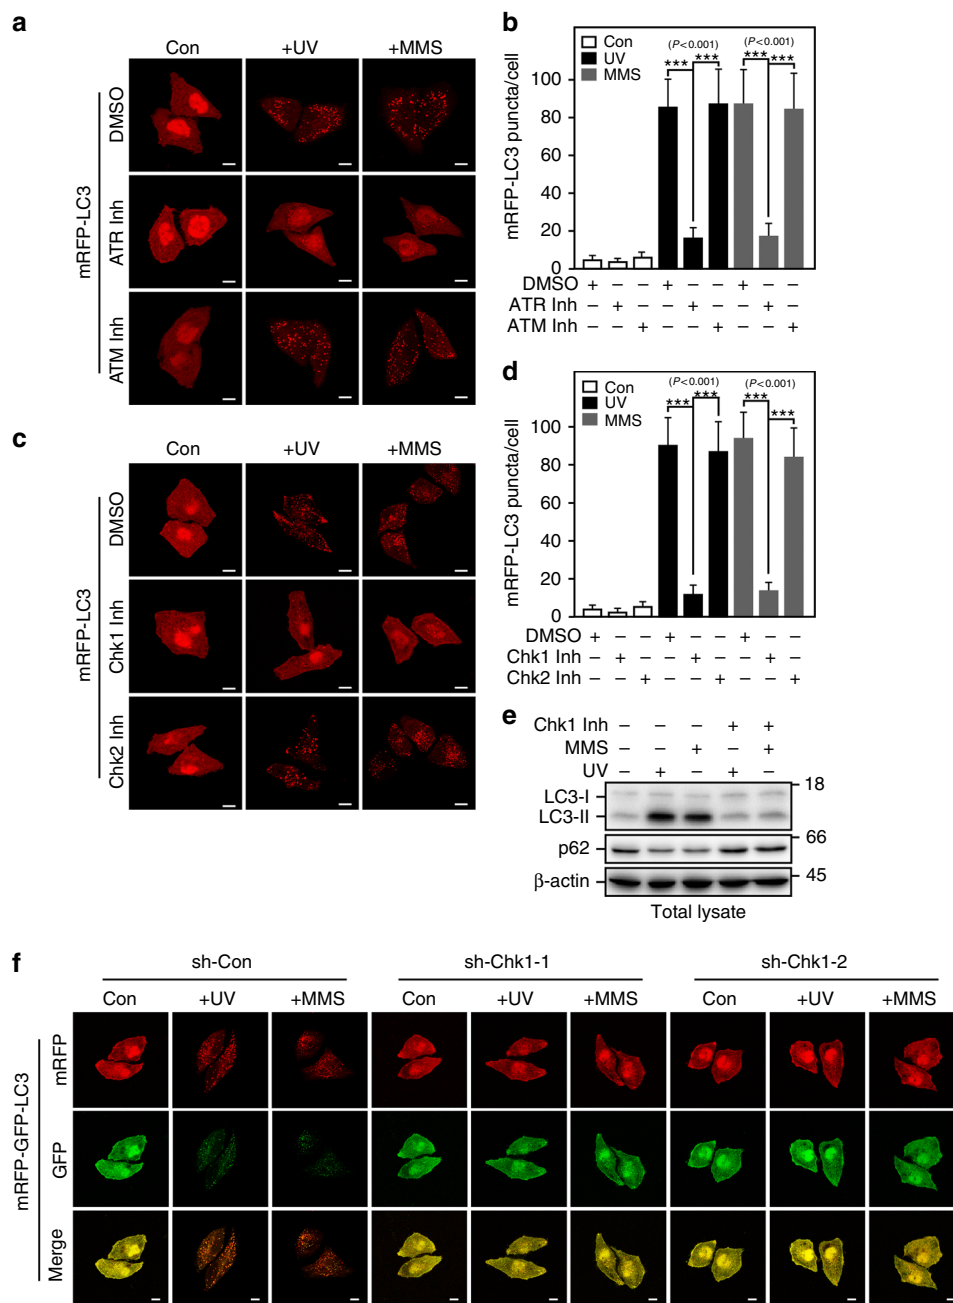 a
Con
+UV
+MMS
mRFP-LC3
DMSO
ATR Inh
ATM Inh
b
Con
UV
MMS
(P<0.001)
(P<0.001)
*** *** *** ***
mRFP-LC3 puncta/cell
100
80
60
40
20
0
DMSO + – – + – – + – –
ATR Inh – + – – + – – + –
ATM Inh – – + – – + – – +
c
Con
+UV
+MMS
mRFP-LC3
DMSO
Chk1 Inh
Chk2 Inh
d
Con
UV
MMS
(P<0.001)
(P<0.001)
*** *** *** ***
mRFP-LC3 puncta/cell
100
80
60
40
20
0
DMSO + – – + – – + – –
Chk1 Inh – + – – + – – + –
Chk2 Inh – – + – – + – – +
e
Chk1 Inh – – – + +
MMS – – + – +
UV – + – + –
18
LC3-I
LC3-II
66
p62
45
β-actin
Total lysate
f
sh-Con
sh-Chk1-1
sh-Chk1-2
Con +UV +MMS Con +UV +MMS Con +UV +MMS
mRFP-GFP-LC3
mRFP
GFP
Merge